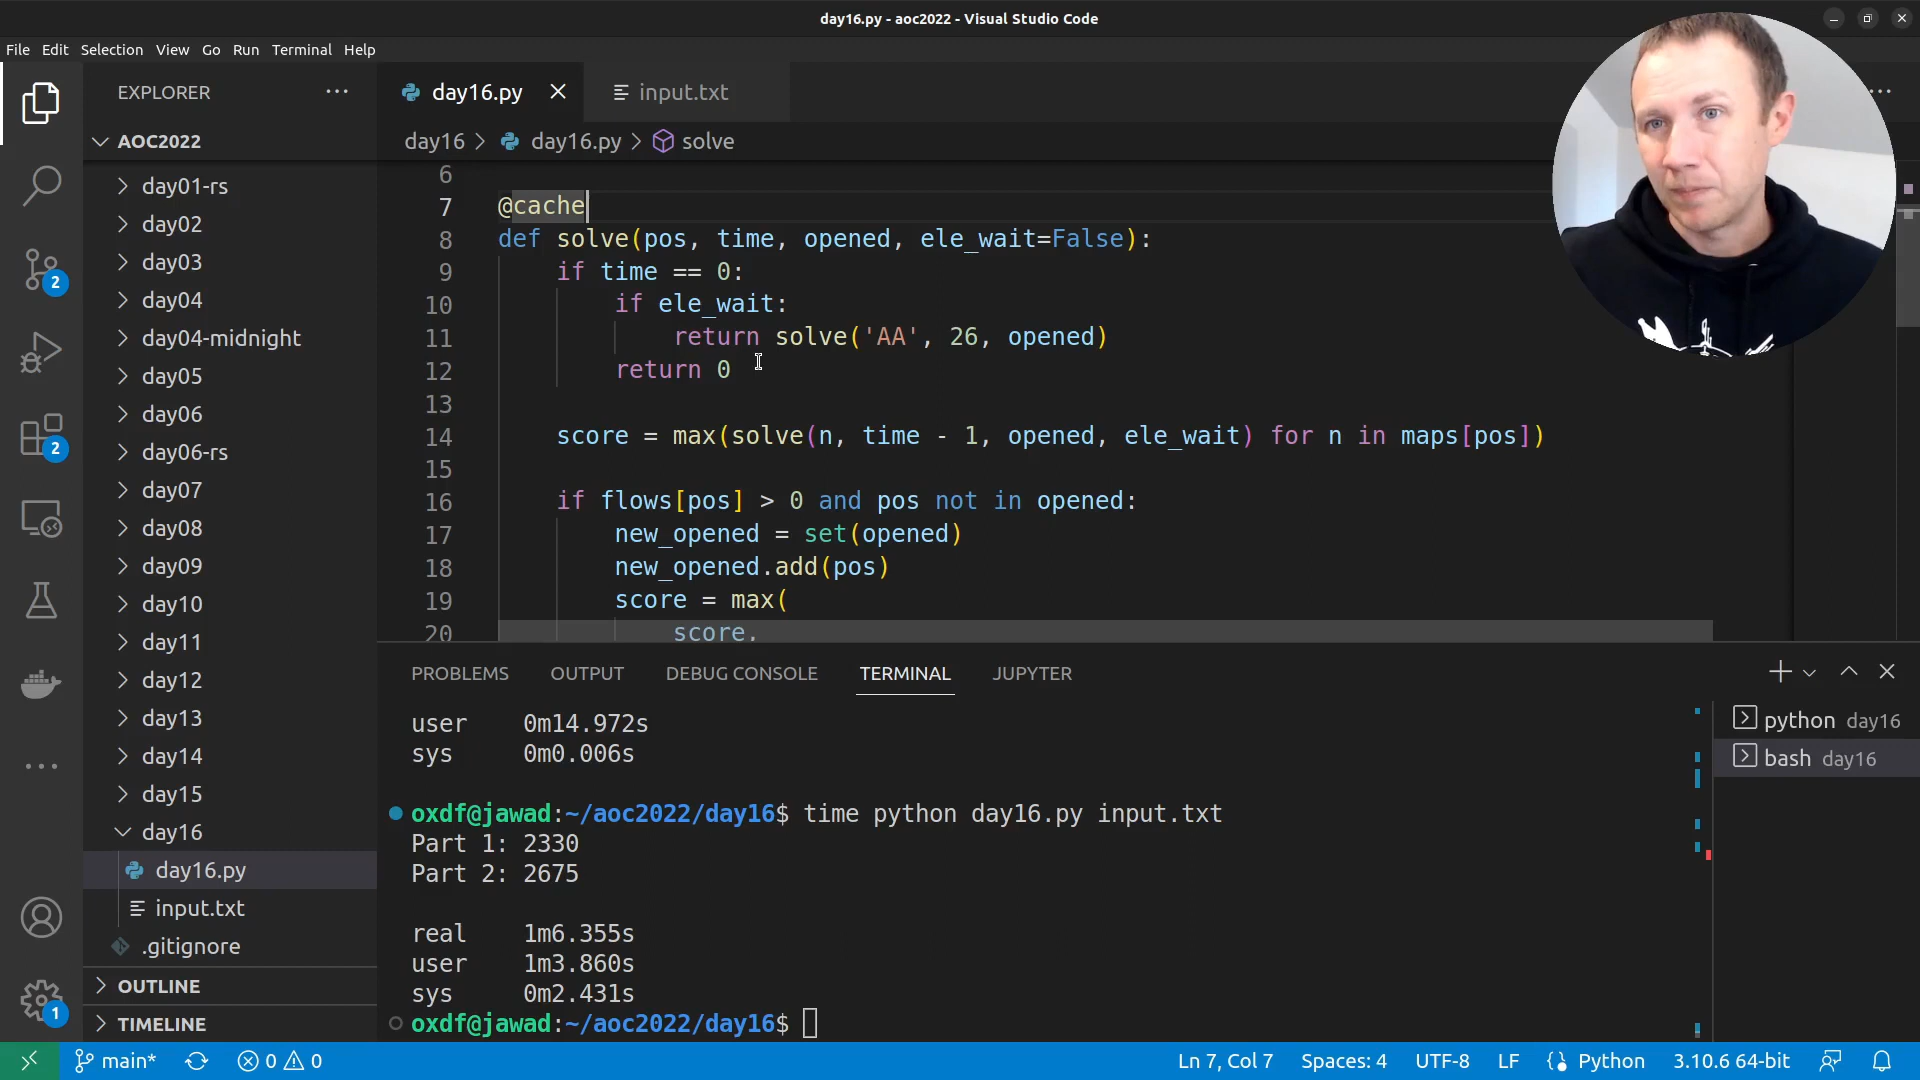 day16.py - aoc2022 - Visual Studio Code
File Edit Selection View Go Run Terminal Help
EXPLORER
day16.py
input.txt
AOC2022
day16 > day16.py > solve
day01-rs
day02
day03
day04
day04-midnight
day05
day06
day06-rs
day07
day08
day09
day10
day11
day12
day13
day14
day15
day16
day16.py
input.txt
.gitignore
OUTLINE
TIMELINE
2
2
1
6
7 @cache
8 def solve(pos, time, opened, ele_wait=False):
9 if time == 0:
10 if ele_wait:
11 return solve('AA', 26, opened)
12 return 0
13
14 score = max(solve(n, time - 1, opened, ele_wait) for n in maps[pos])
15
16 if flows[pos] > 0 and pos not in opened:
17 new_opened = set(opened)
18 new_opened.add(pos)
19 score = max(
20 score,
PROBLEMS OUTPUT DEBUG CONSOLE TERMINAL JUPYTER
user 0m14.972s
sys 0m0.006s
oxdf@jawad:~/aoc2022/day16$ time python day16.py input.txt
Part 1: 2330
Part 2: 2675
real 1m6.355s
user 1m3.860s
sys 0m2.431s
oxdf@jawad:~/aoc2022/day16$
python day16
bash day16
main* 0 0 Ln 7, Col 7 Spaces: 4 UTF-8 LF Python 3.10.6 64-bit